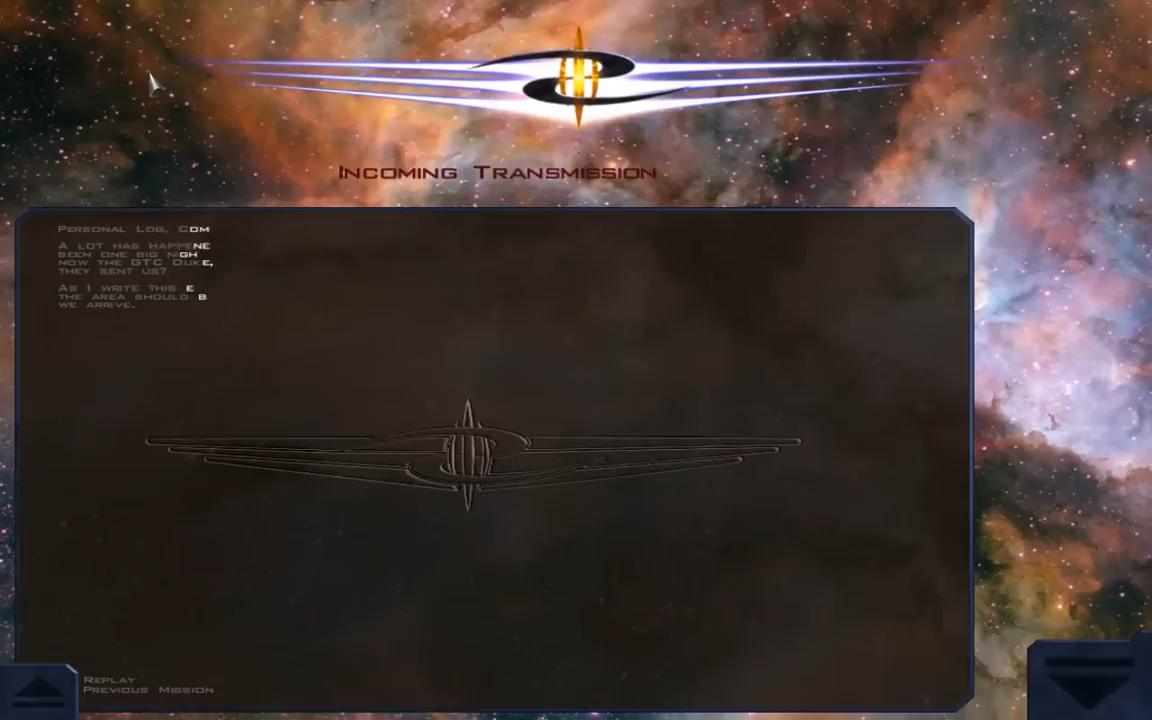 Incoming Transmission
Personal Log, Com
A lot has happene
been one big nigh
now the GTC Duke,
they sent us?
As I write this e
the area should b
we arrive.
Replay
Previous Mission